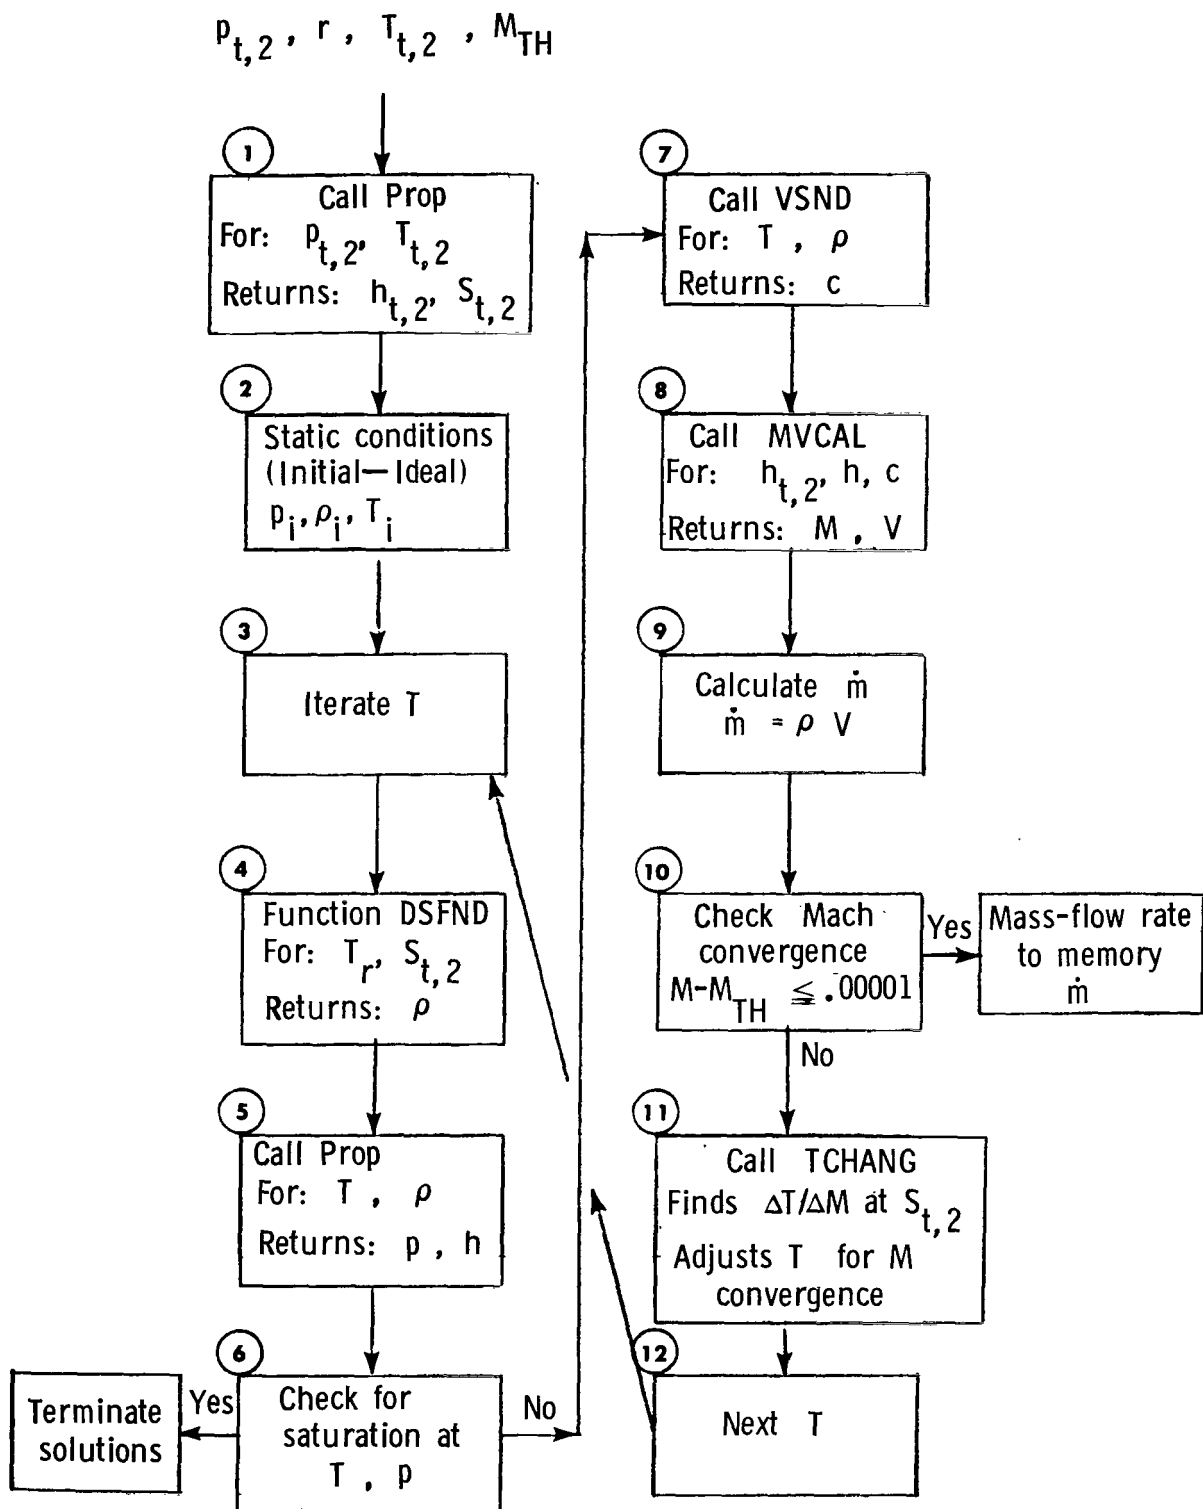 p_t,2 , r , T_t,2 , M_TH
1
Call Prop
For: p_t,2, T_t,2
Returns: h_t,2, S_t,2
2
Static conditions
(Initial—Ideal)
p_i, ρ_i, T_i
3
Iterate T
4
Function DSFND
For: T_r, S_t,2
Returns: ρ
5
Call Prop
For: T , ρ
Returns: p , h
6
Check for
saturation at
T , p
Yes
Terminate
solutions
No
7
Call VSND
For: T , ρ
Returns: c
8
Call MVCAL
For: h_t,2, h, c
Returns: M , V
9
Calculate ṁ
ṁ = ρ V
10
Check Mach
convergence
M-M_TH ≦ .00001
Yes
Mass-flow rate
to memory
ṁ
No
11
Call TCHANG
Finds ΔT/ΔM at S_t,2
Adjusts T for M
convergence
12
Next T